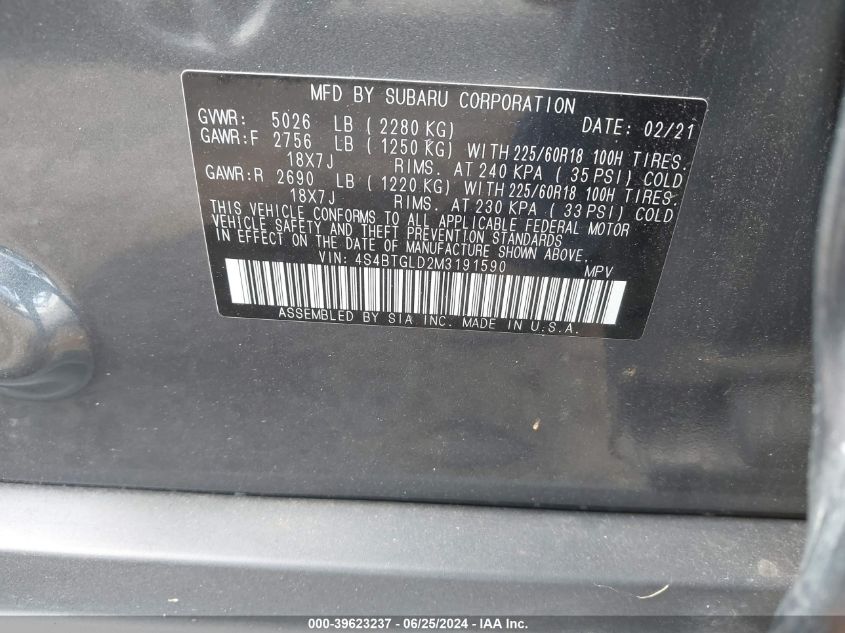 MFD BY SUBARU CORPORATION
GVWR: 5026 LB ( 2280 KG) DATE: 02/21
GAWR:F 2756 LB ( 1250 KG) WITH 225/60R18 100H TIRES.
18X7J RIMS. AT 240 KPA ( 35 PSI) COLD
GAWR:R 2690 LB ( 1220 KG) WITH 225/60R18 100H TIRES.
18X7J RIMS. AT 230 KPA ( 33 PSI) COLD
THIS VEHICLE CONFORMS TO ALL APPLICABLE FEDERAL MOTOR
VEHICLE SAFETY AND THEFT PREVENTION STANDARDS
IN EFFECT ON THE DATE OF MANUFACTURE SHOWN ABOVE.
VIN: 4S4BTGLD2M3191590 MPV
ASSEMBLED BY SIA INC. MADE IN U.S.A.
000-39623237 - 06/25/2024 - IAA Inc.